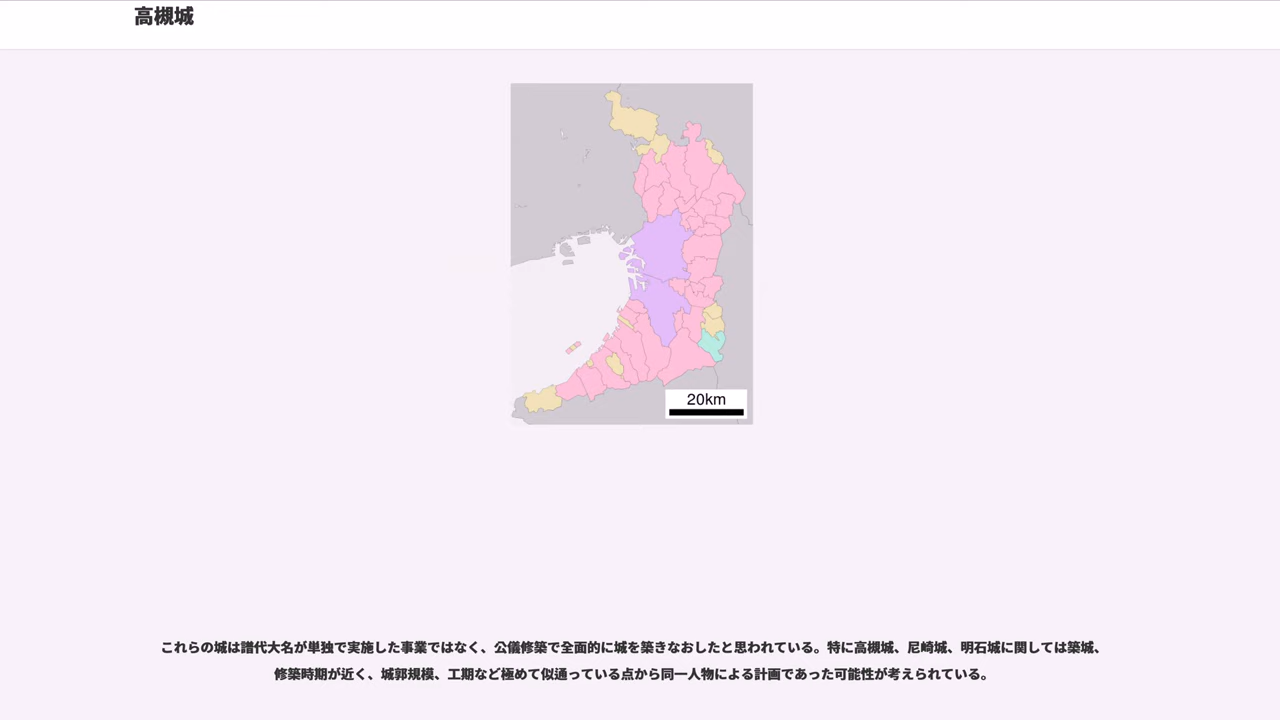 高槻城
20km
これらの城は譜代大名が単独で実施した事業ではなく、公儀修築で全面的に城を築きなおしたと思われている。特に高槻城、尼崎城、明石城に関しては築城、
修築時期が近く、城郭規模、工期など極めて似通っている点から同一人物による計画であった可能性が考えられている。